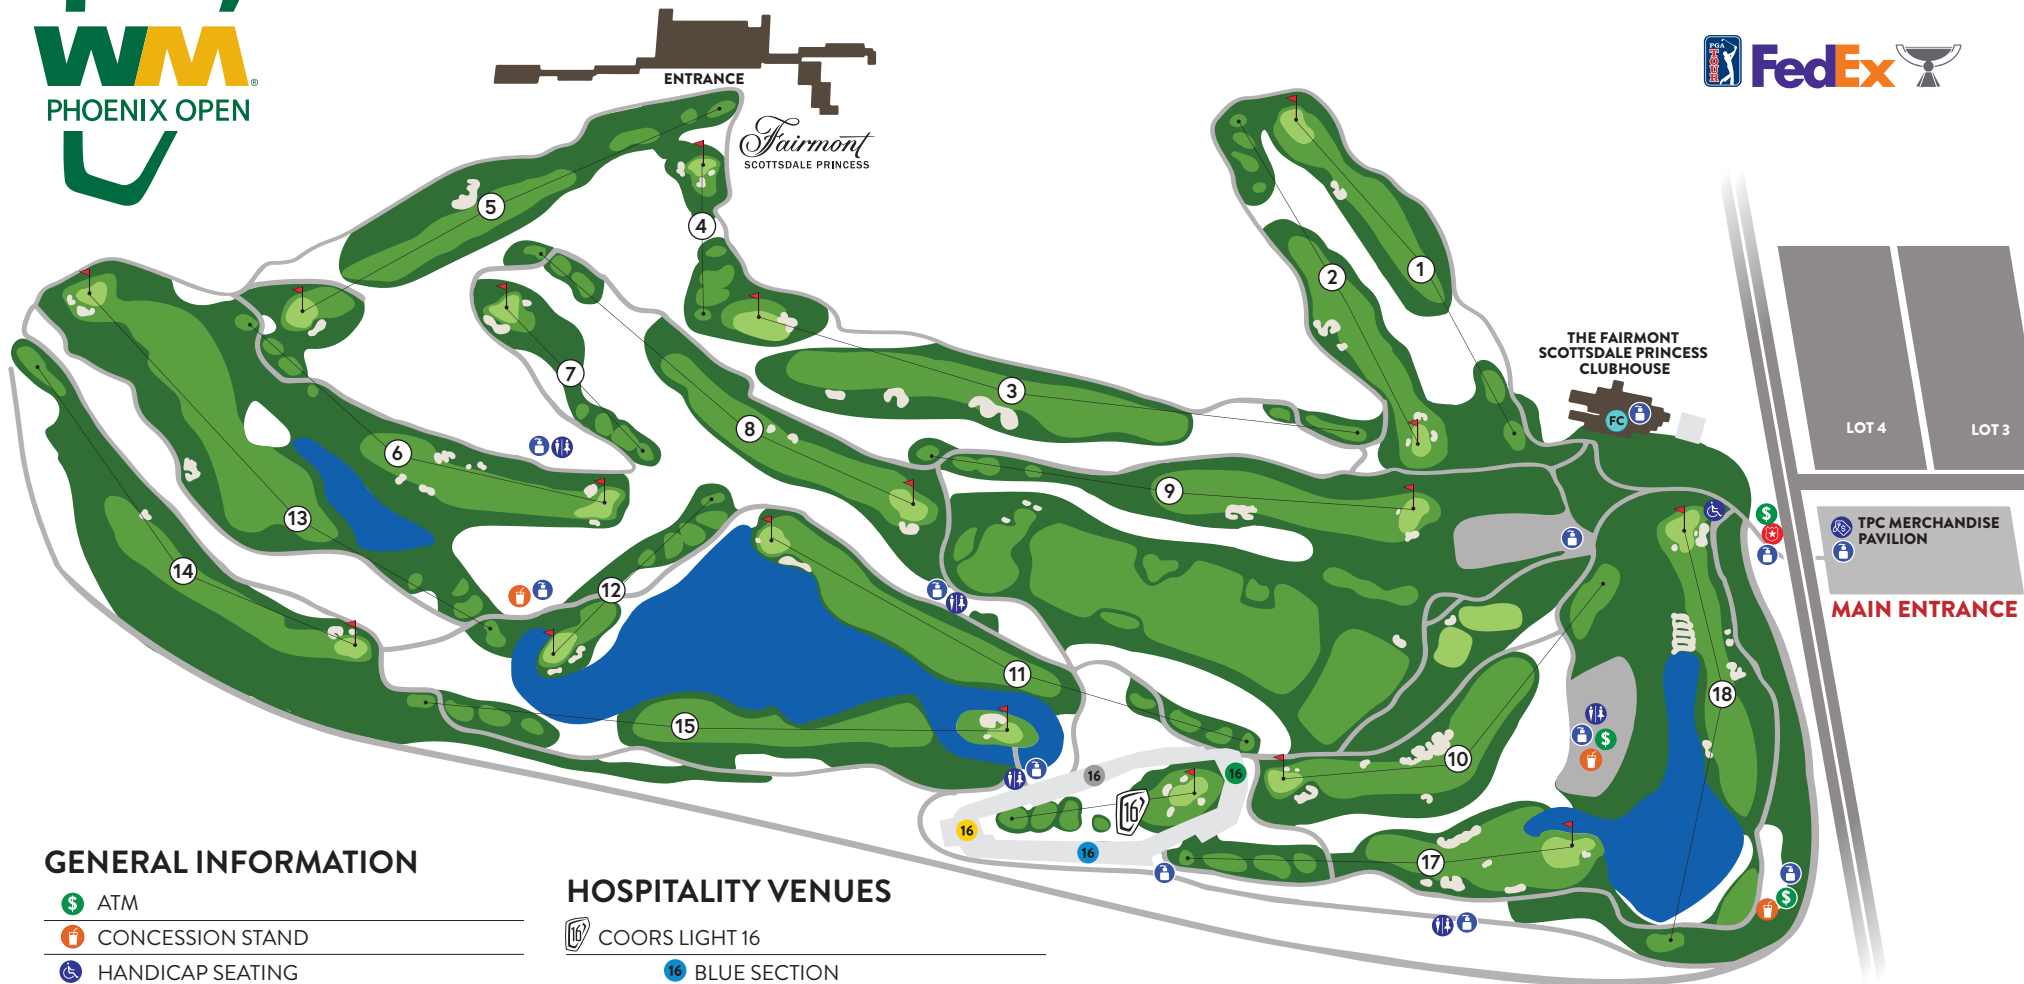 WM®
PHOENIX OPEN
ENTRANCE
Fairmont
SCOTTSDALE PRINCESS
PGA
TOUR
FedEx
5
4
2
1
THE FAIRMONT
SCOTTSDALE PRINCESS
CLUBHOUSE
FC
7
3
8
6
9
LOT 4
LOT 3
13
14
12
11
15
10
18
17
$
$
TPC MERCHANDISE
PAVILION
MAIN ENTRANCE
$
$
16
16
16
16
16
GENERAL INFORMATION
$ ATM
CONCESSION STAND
HANDICAP SEATING
HOSPITALITY VENUES
16 COORS LIGHT 16
16 BLUE SECTION